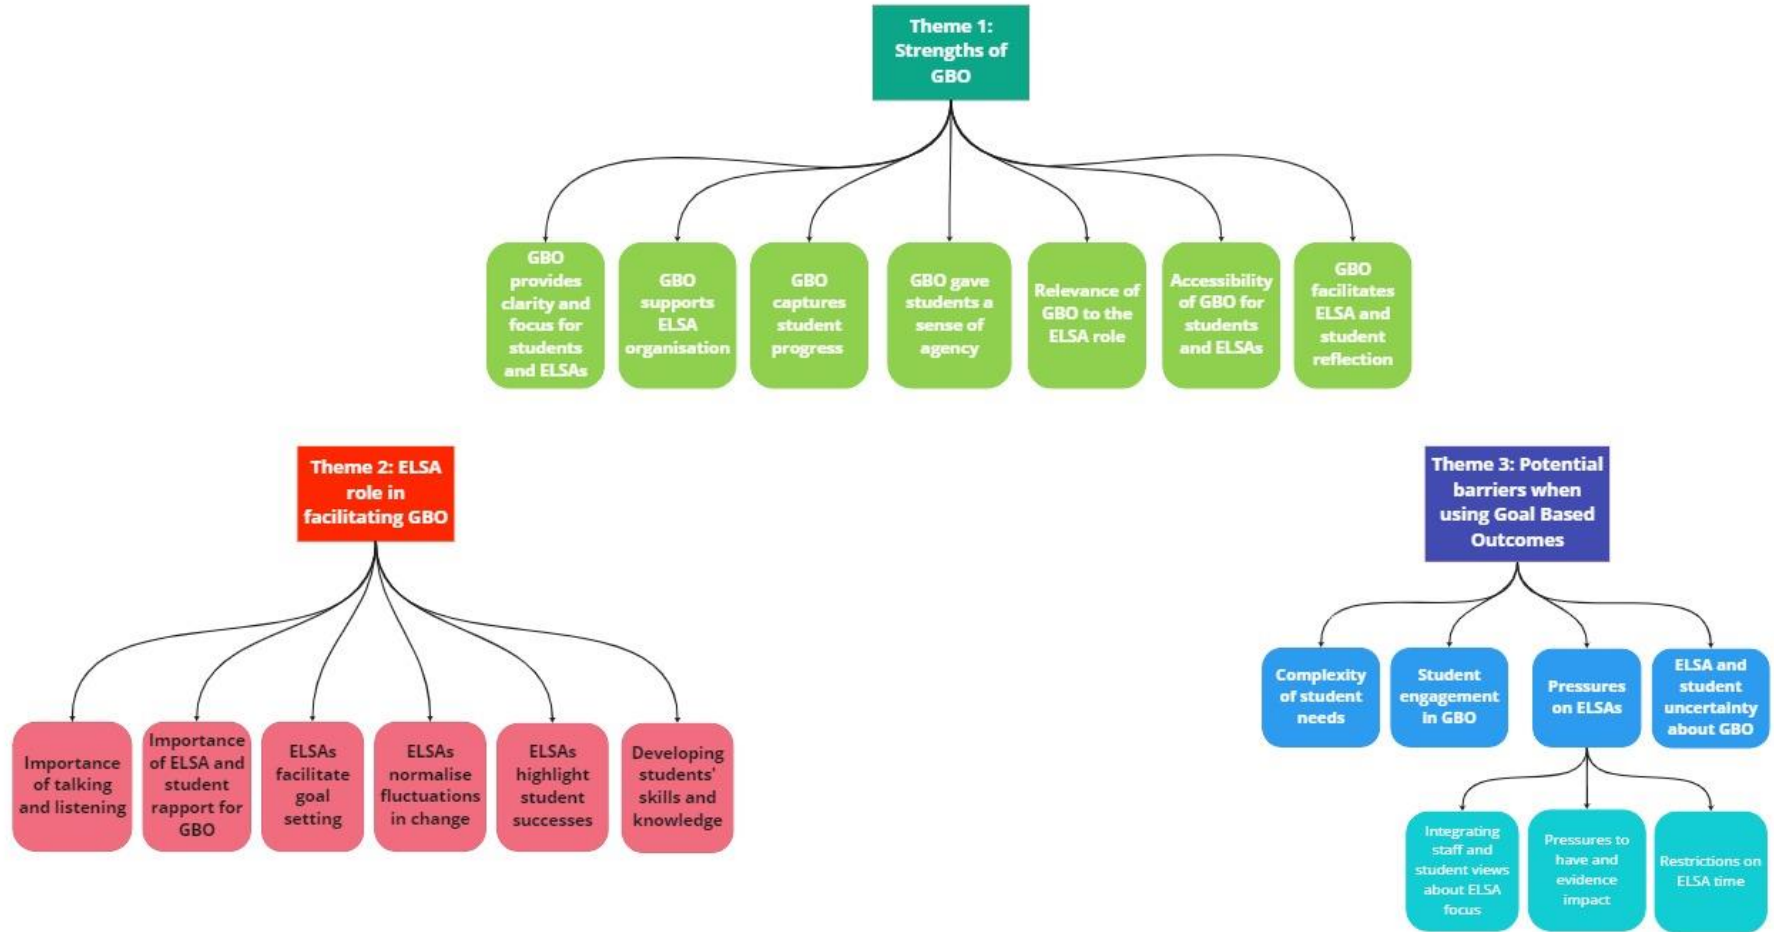 Theme 1:
Strengths of
GBO
GBO
provides
clarity and
focus for
students
and ELSAs
GBO
supports
ELSA
organisation
GBO
captures
student
progress
GBO gave
students a
sense of
agency
Relevance of
GBO to the
ELSA role
Accessibility
of GBO for
students
and ELSAs
GBO
facilitates
ELSA and
student
reflection
Theme 2: ELSA
role in
facilitating GBO
Importance
of talking
and listening
Importance
of ELSA and
student
rapport for
GBO
ELSAs
facilitate
goal
setting
ELSAs
normalise
fluctuations
in change
ELSAs
highlight
student
successes
Developing
students'
skills and
knowledge
Theme 3: Potential
barriers when
using Goal Based
Outcomes
Complexity
of student
needs
Student
engagement
in GBO
Pressures
on ELSAs
ELSA and
student
uncertainty
about GBO
Integrating
staff and
student views
about ELSA
focus
Pressures to
have and
evidence
impact
Restrictions on
ELSA time